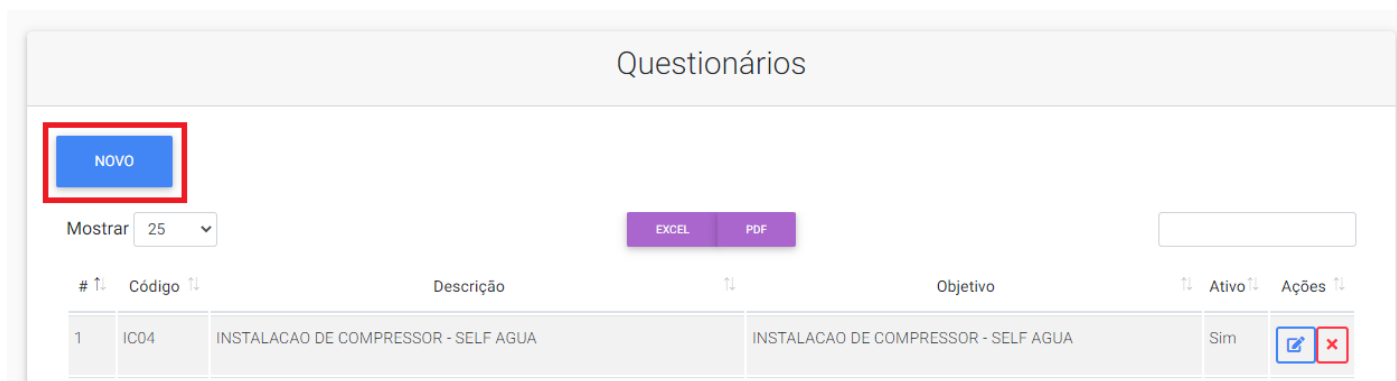 Questionários
NOVO
Mostrar 25 EXCEL PDF
# Código Descrição Objetivo Ativo Ações
1 IC04 INSTALACAO DE COMPRESSOR - SELF AGUA INSTALACAO DE COMPRESSOR - SELF AGUA Sim